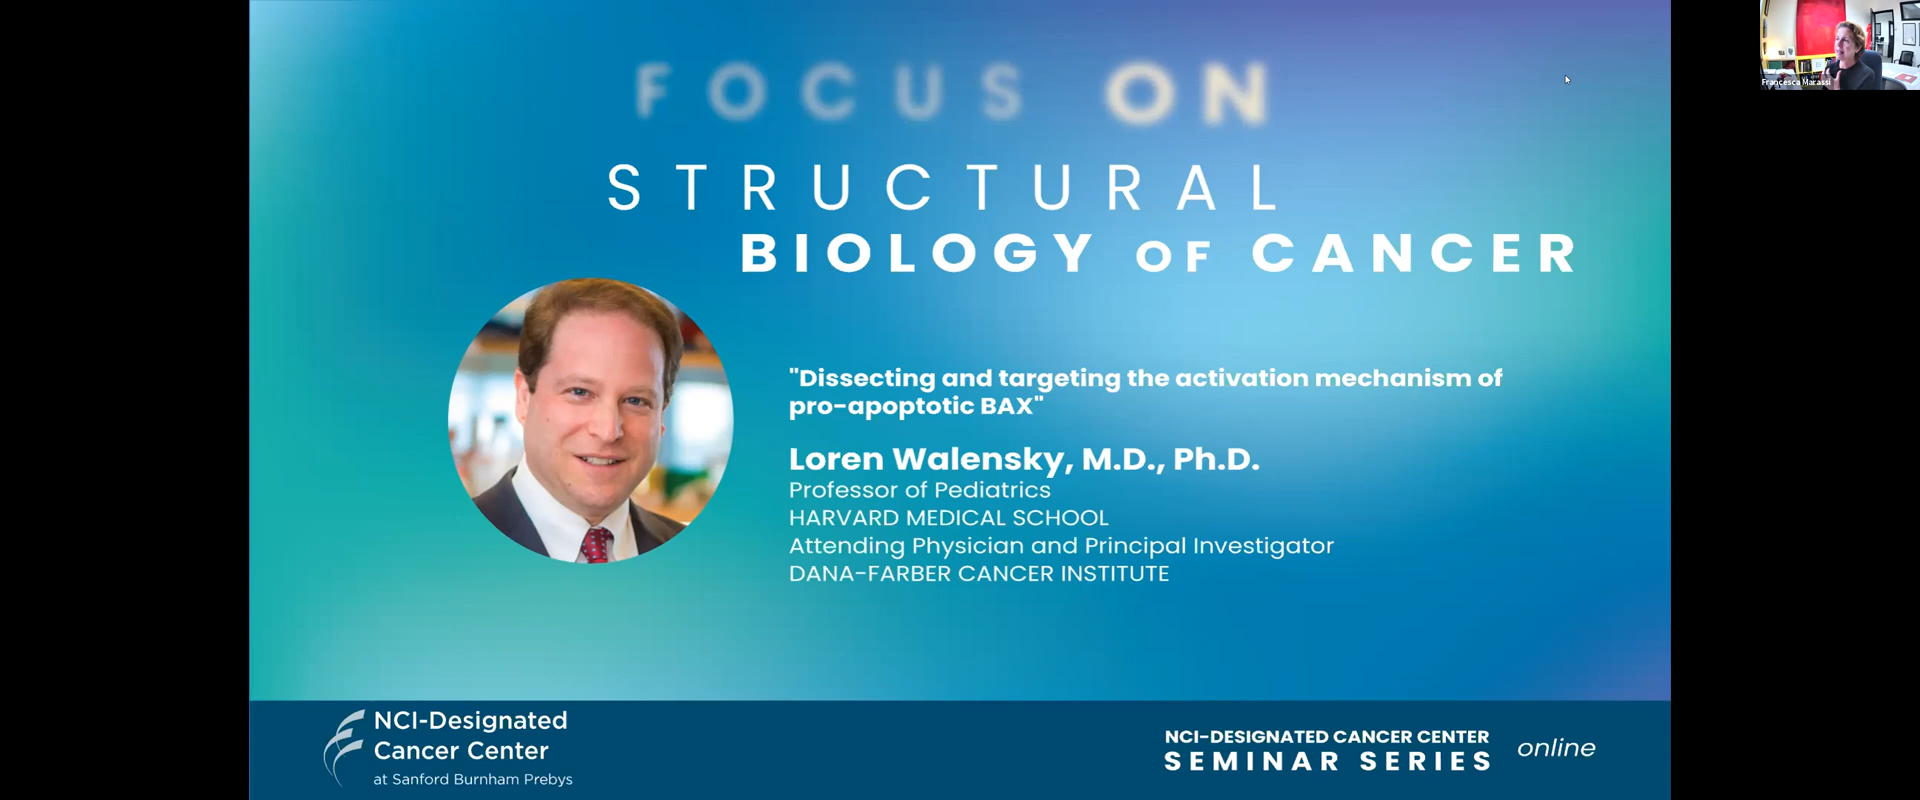 FOCUS ON
STRUCTURAL
BIOLOGY OF CANCER
"Dissecting and targeting the activation mechanism of
pro-apoptotic BAX"
Loren Walensky, M.D., Ph.D.
Professor of Pediatrics
HARVARD MEDICAL SCHOOL
Attending Physician and Principal Investigator
DANA-FARBER CANCER INSTITUTE
NCI-Designated
Cancer Center
at Sanford Burnham Prebys
NCI-DESIGNATED CANCER CENTER
SEMINAR SERIES
online
Francesca Marassi